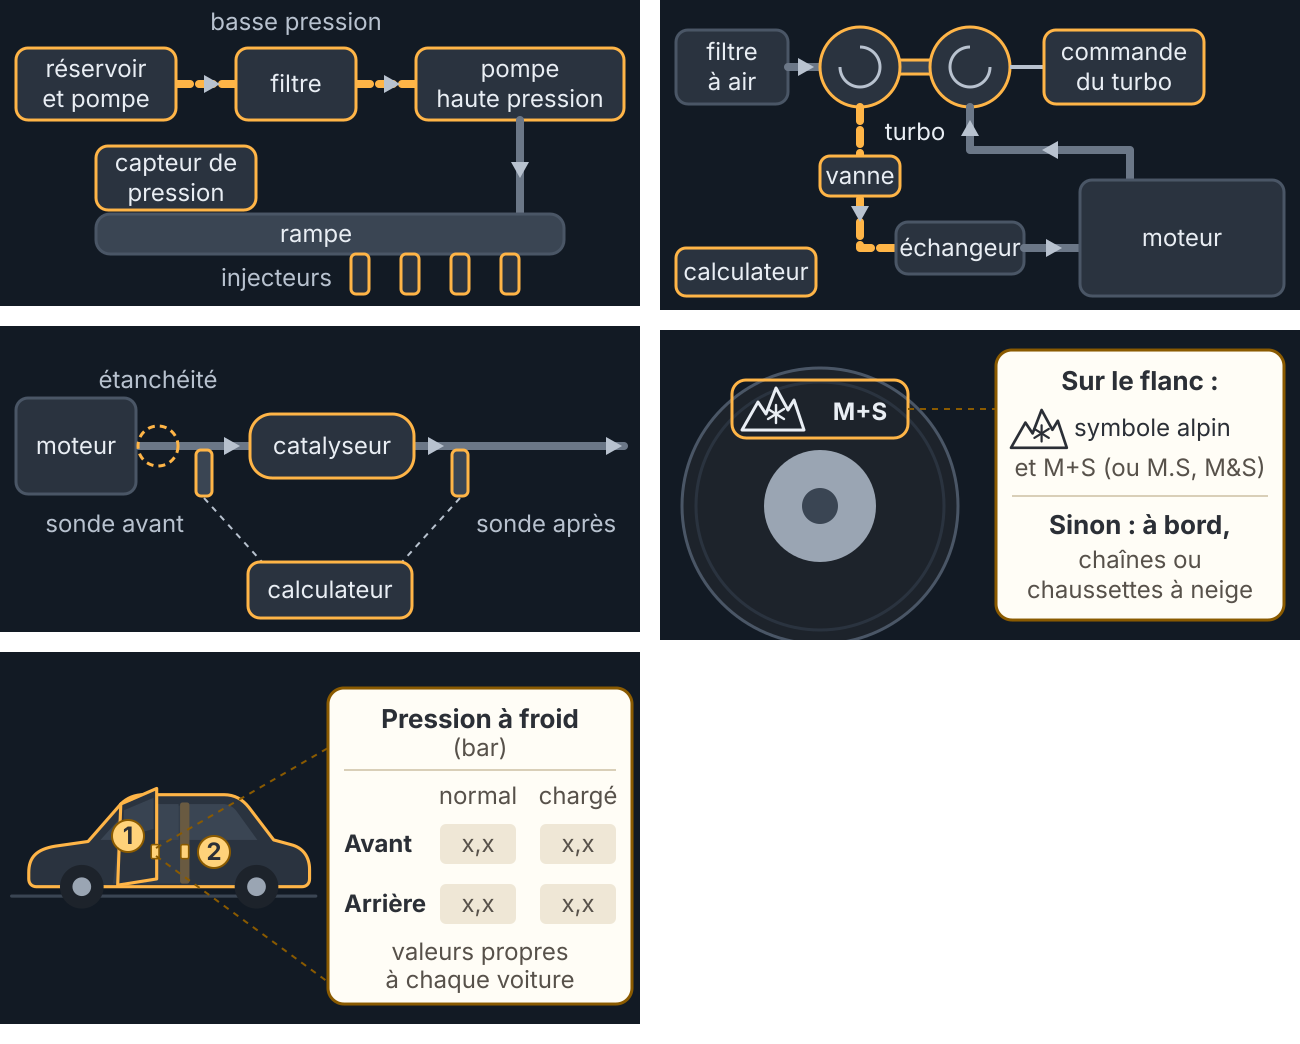 basse pression
réservoir
et pompe
filtre
pompe
haute pression
capteur de
pression
rampe
injecteurs
filtre
à air
commande
du turbo
turbo
vanne
échangeur
moteur
calculateur
étanchéité
moteur
catalyseur
sonde avant
sonde après
calculateur
M+S
Sur le flanc :
symbole alpin
et M+S (ou M.S, M&S)
Sinon : à bord,
chaînes ou
chaussettes à neige
1
2
Pression à froid
(bar)
normal chargé
Avant x,x x,x
Arrière x,x x,x
valeurs propres
à chaque voiture